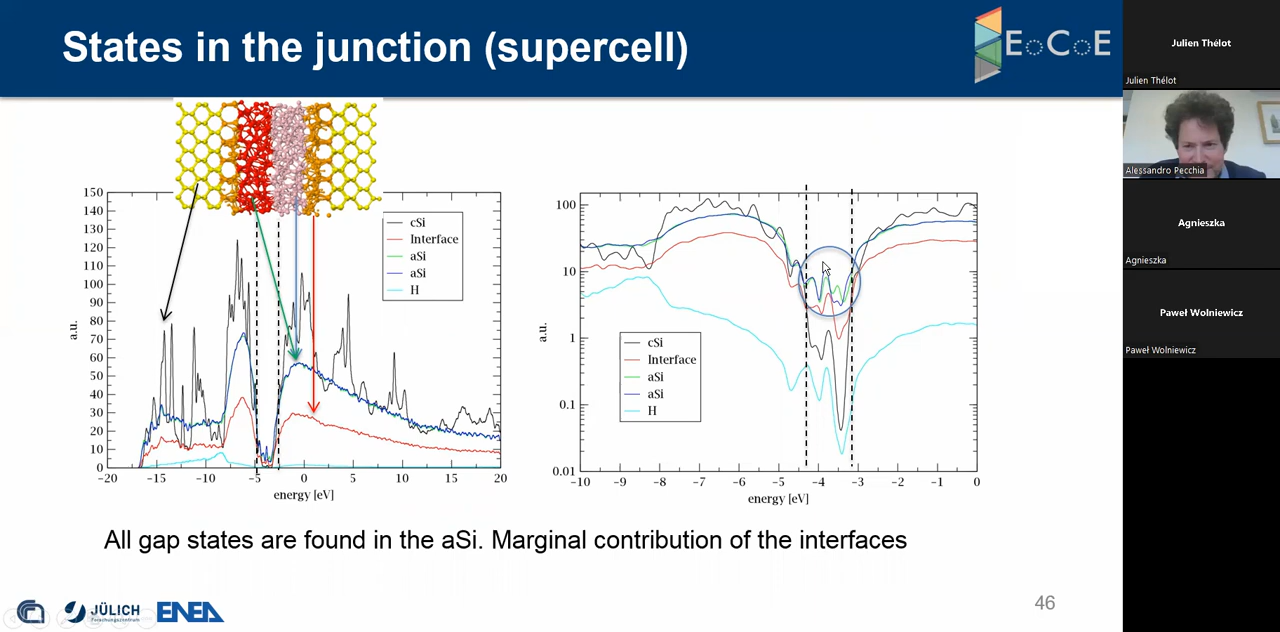 States in the junction (supercell)
EoCoE
150
140
130
120
110
100
90
80
70
60
50
40
30
20
10
0
a.u.
−20
−15
−10
−5
0
5
10
15
20
energy [eV]
cSi
Interface
aSi
aSi
H
100
10
1
0.1
0.01
a.u.
−10
−9
−8
−7
−6
−5
−4
−3
−2
−1
0
energy [eV]
cSi
Interface
aSi
aSi
H
All gap states are found in the aSi. Marginal contribution of the interfaces
JÜLICH
Forschungszentrum
ENEA
46
Julien Thélot
Julien Thélot
Alessandro Pecchia
Agnieszka
Agnieszka
Paweł Wolniewicz
Paweł Wolniewicz